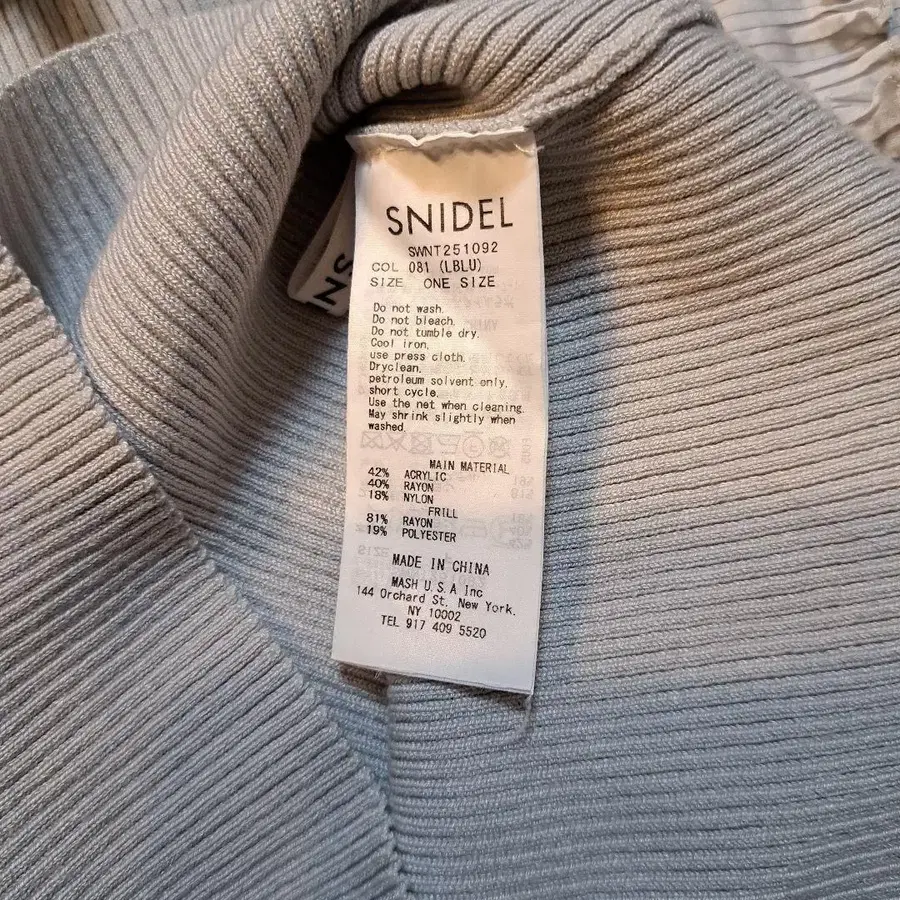 SNIDEL
SWNT251092
COL 081 (LBLU)
SIZE ONE SIZE
Do not wash.
Do not bleach.
Do not tumble dry.
Cool iron,
use press cloth.
Dryclean,
petroleum solvent only,
short cycle.
Use the net when cleaning.
May shrink slightly when
washed.
MAIN MATERIAL
42% ACRYLIC
40% RAYON
18% NYLON
FRILL
81% RAYON
19% POLYESTER
MADE IN CHINA
MASH U.S.A Inc
144 Orchard St. New York,
NY 10002
TEL 917 409 5520